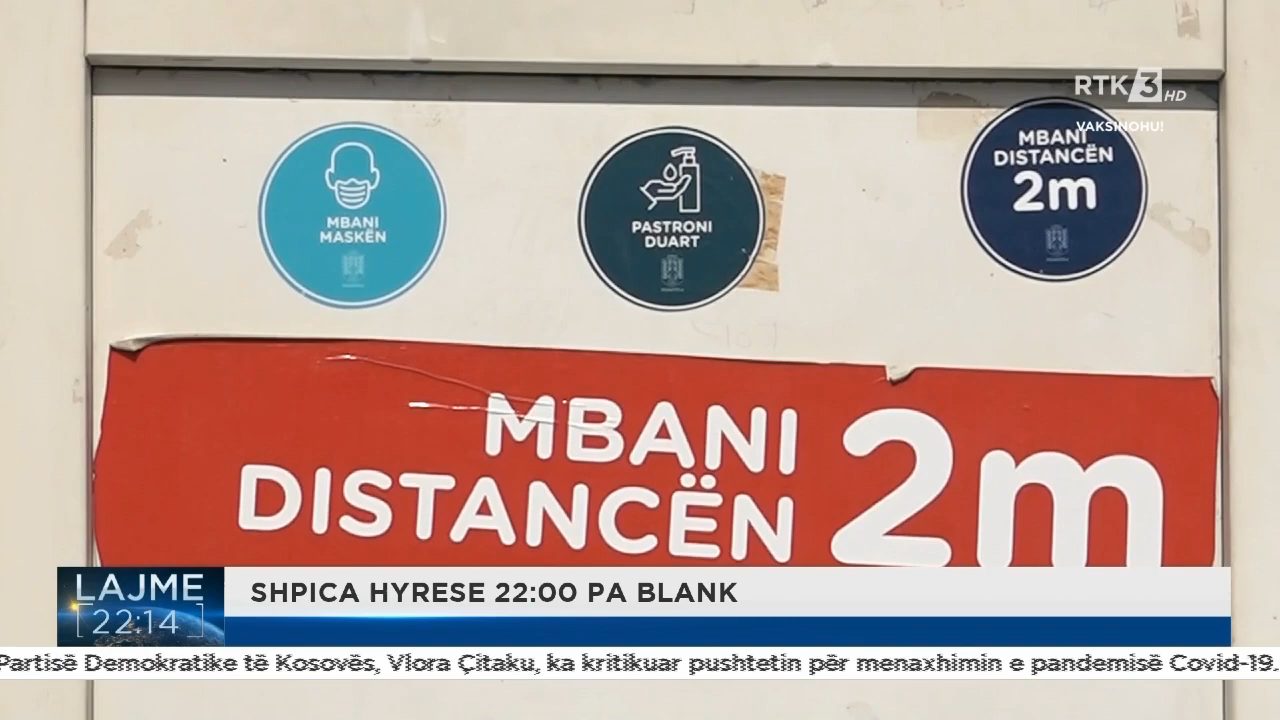 RTK 3 HD
VAKSINOHU!
MBANI
MASKËN
PASTRONI
DUART
MBANI
DISTANCËN
2m
MBANI
DISTANCËN 2m
LAJME
22:14
SHPICA HYRESE 22:00 PA BLANK
Partisë Demokratike të Kosovës, Vlora Çitaku, ka kritikuar pushtetin për menaxhimin e pandemisë Covid-19.